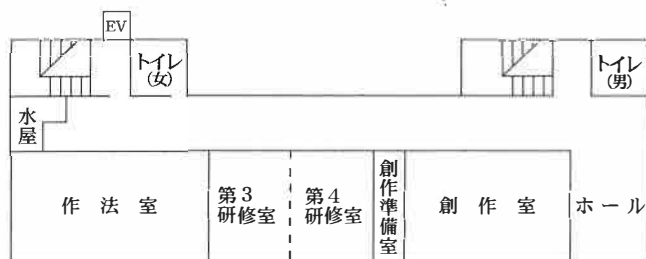 EV
トイレ
(女)
トイレ
(男)
水屋
作法室
第3
研修室
第4
研修室
創作準備室
創作室
ホール